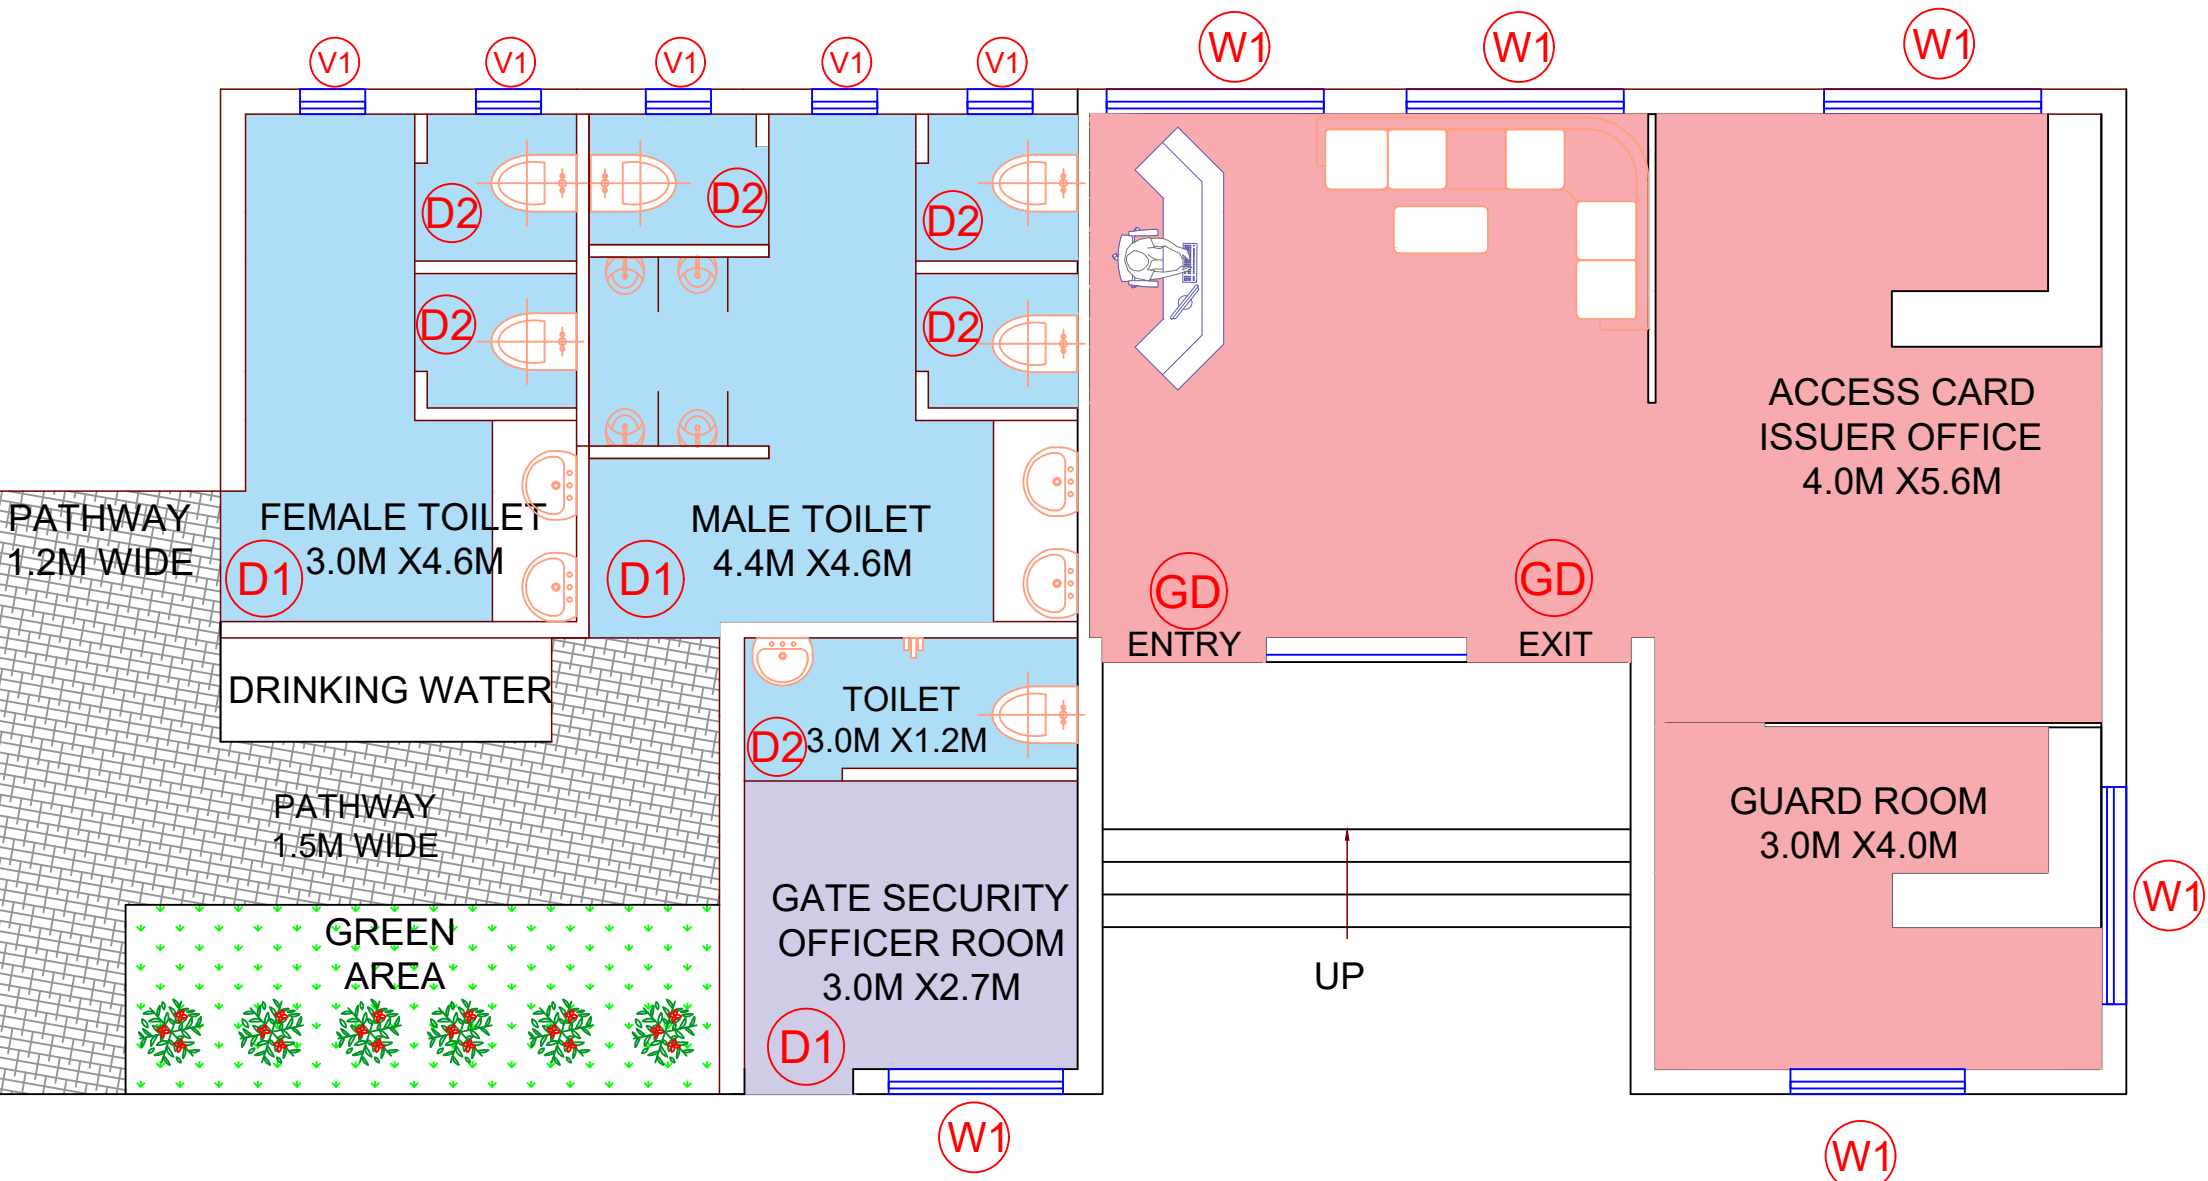 V1
V1
V1
V1
V1
W1
W1
W1
D2
D2
D2
D2
D2
ACCESS CARD
ISSUER OFFICE
4.0M X5.6M
PATHWAY
1.2M WIDE
FEMALE TOILET
3.0M X4.6M
D1
MALE TOILET
4.4M X4.6M
D1
GD
ENTRY
GD
EXIT
DRINKING WATER
TOILET
3.0M X1.2M
D2
PATHWAY
1.5M WIDE
GUARD ROOM
3.0M X4.0M
W1
GATE SECURITY
OFFICER ROOM
3.0M X2.7M
D1
GREEN
AREA
UP
W1
W1